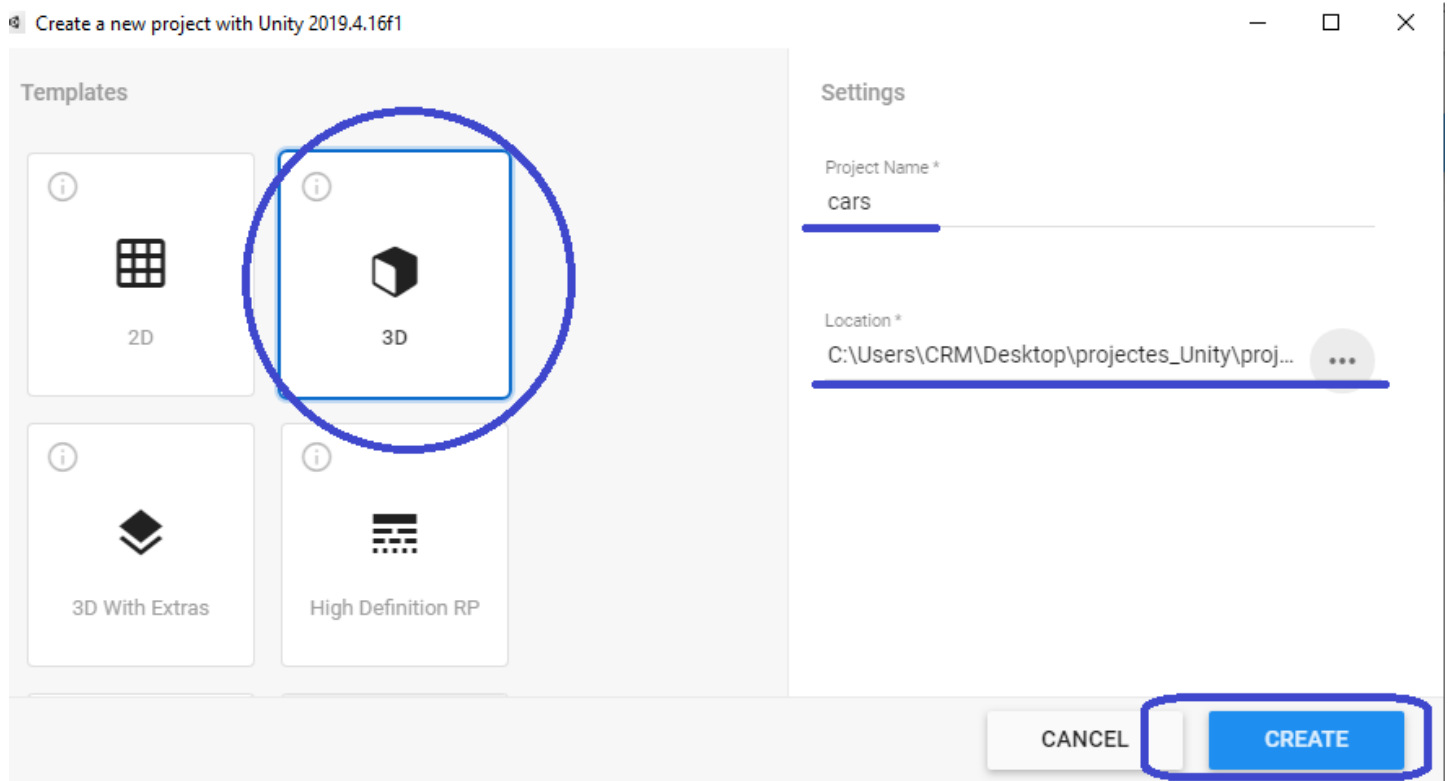 Create a new project with Unity 2019.4.16f1
Templates
2D
3D
3D With Extras
High Definition RP
Settings
Project Name *
cars
Location *
C:\Users\CRM\Desktop\projectes_Unity\proj...
CANCEL
CREATE